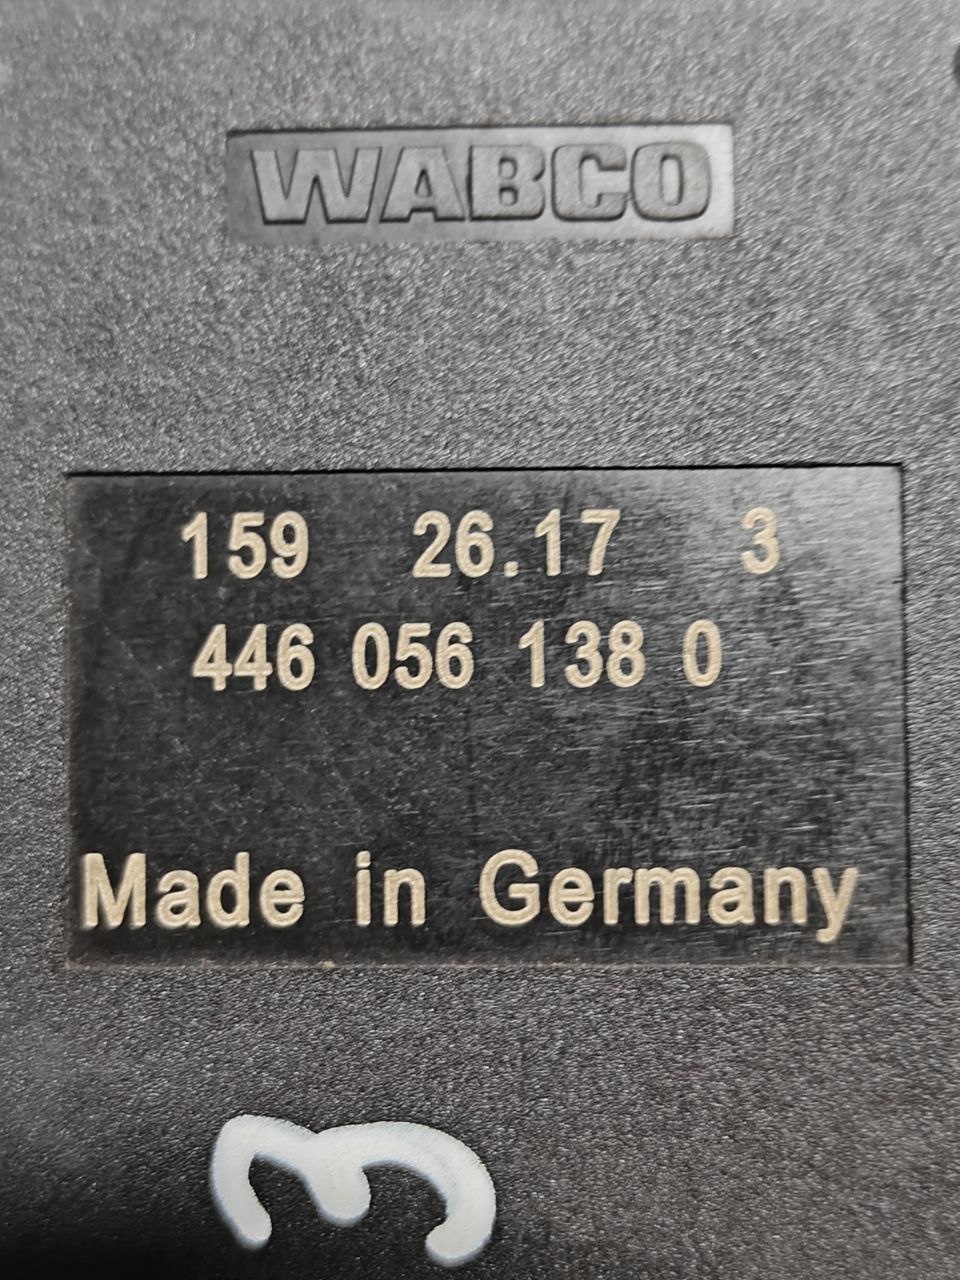 WABCO
159 26.17 3
446 056 138 0
Made in Germany
3